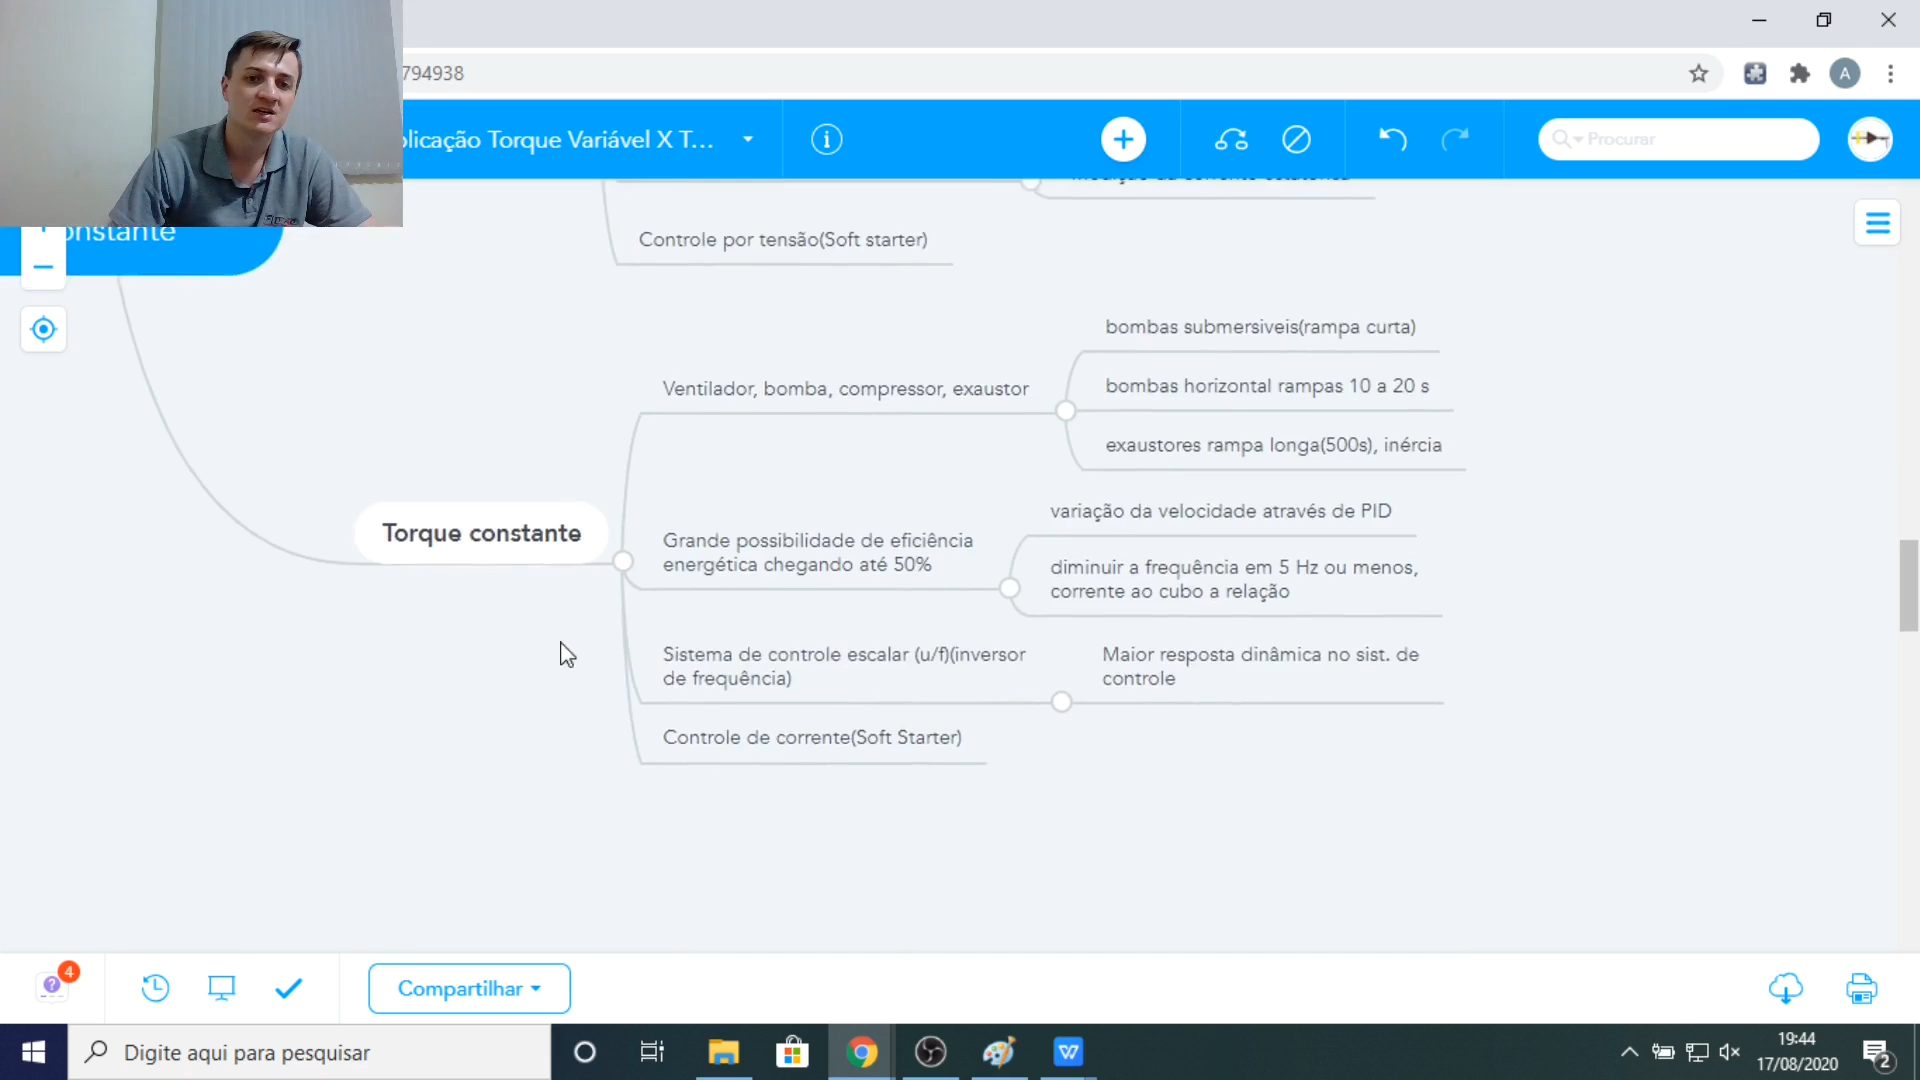 794938
A
plicação Torque Variável X T...
Procurar
onstante
Controle por tensão(Soft starter)
bombas submersiveis(rampa curta)
Ventilador, bomba, compressor, exaustor
bombas horizontal rampas 10 a 20 s
exaustores rampa longa(500s), inércia
Torque constante
variação da velocidade através de PID
Grande possibilidade de eficiência
energética chegando até 50%
diminuir a frequência em 5 Hz ou menos,
corrente ao cubo a relação
Sistema de controle escalar (u/f)(inversor
de frequência)
Maior resposta dinâmica no sist. de
controle
Controle de corrente(Soft Starter)
4
Compartilhar
Digite aqui para pesquisar
19:44
17/08/2020
2